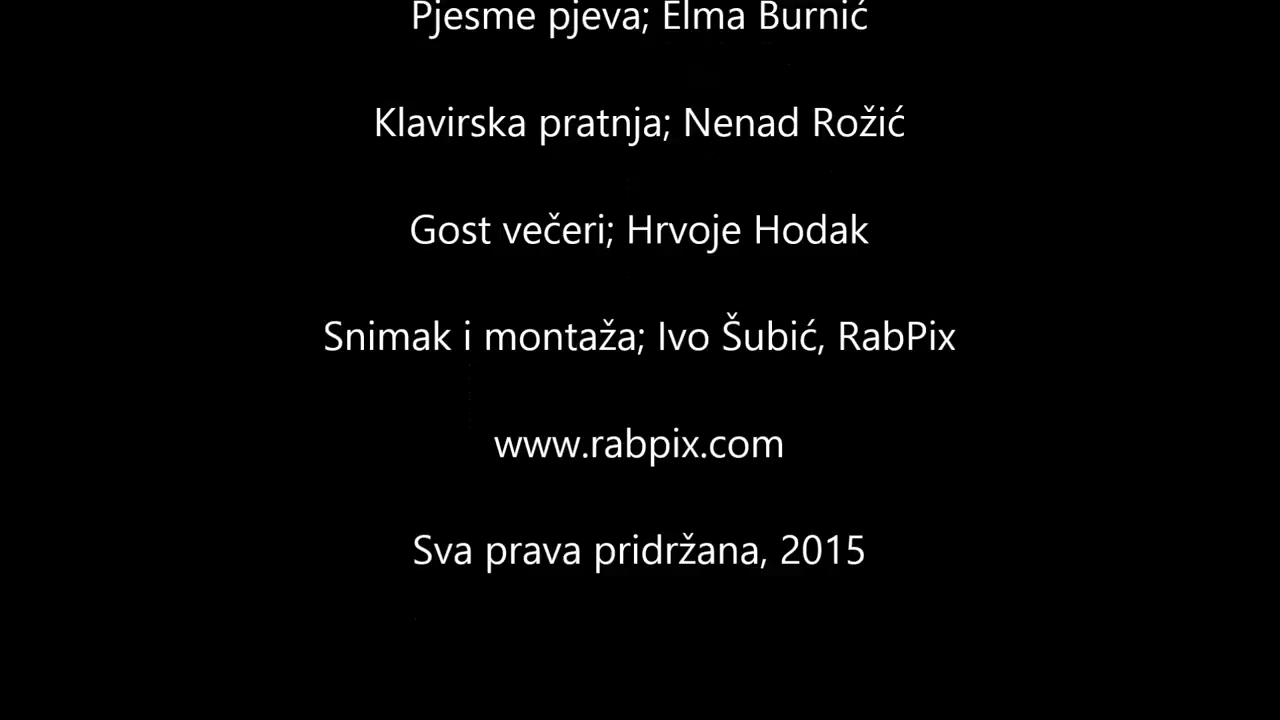 Pjesme pjeva; Elma Burnić
Klavirska pratnja; Nenad Rožić
Gost večeri; Hrvoje Hodak
Snimak i montaža; Ivo Šubić, RabPix
www.rabpix.com
Sva prava pridržana, 2015